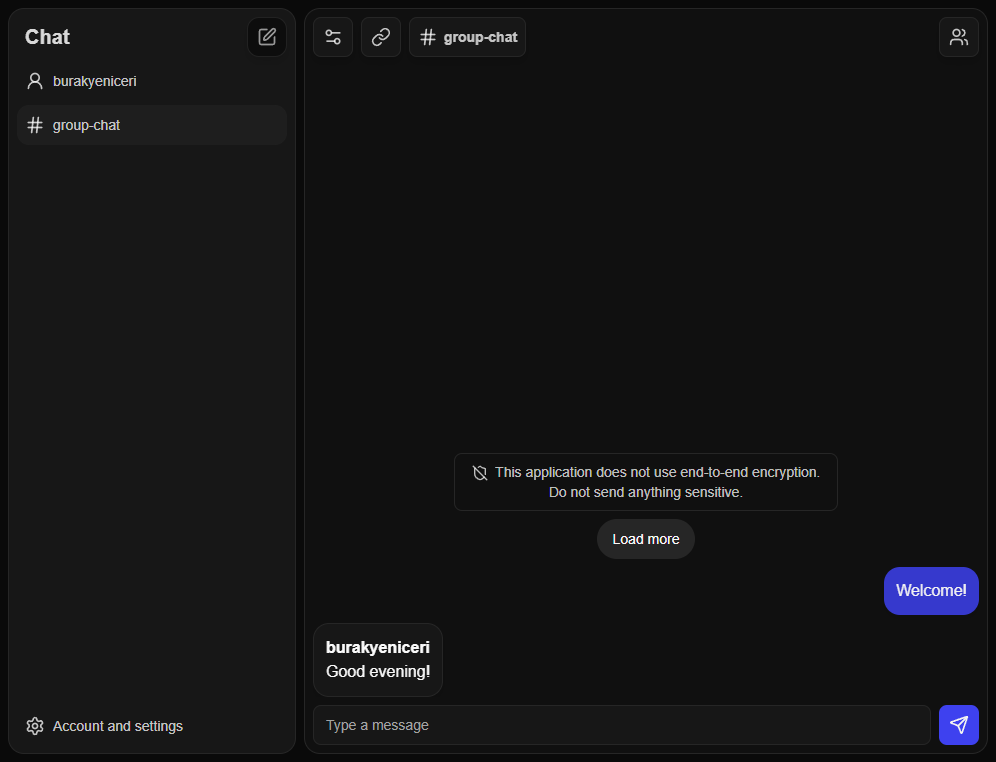 Chat
burakyeniceri
group-chat
Account and settings
group-chat
This application does not use end-to-end encryption.
Do not send anything sensitive.
Load more
Welcome!
burakyeniceri
Good evening!
Type a message